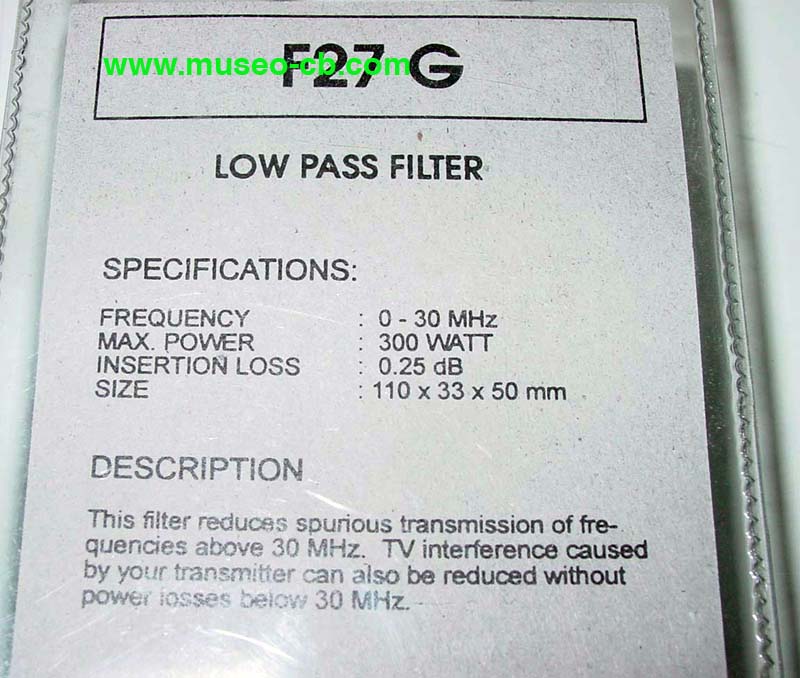 F27-G
www.museo-cb.com
LOW PASS FILTER
SPECIFICATIONS:
FREQUENCY : 0 - 30 MHz
MAX. POWER : 300 WATT
INSERTION LOSS : 0.25 dB
SIZE : 110 x 33 x 50 mm
DESCRIPTION
This filter reduces spurious transmission of fre-
quencies above 30 MHz. TV interference caused
by your transmitter can also be reduced without
power losses below 30 MHz.